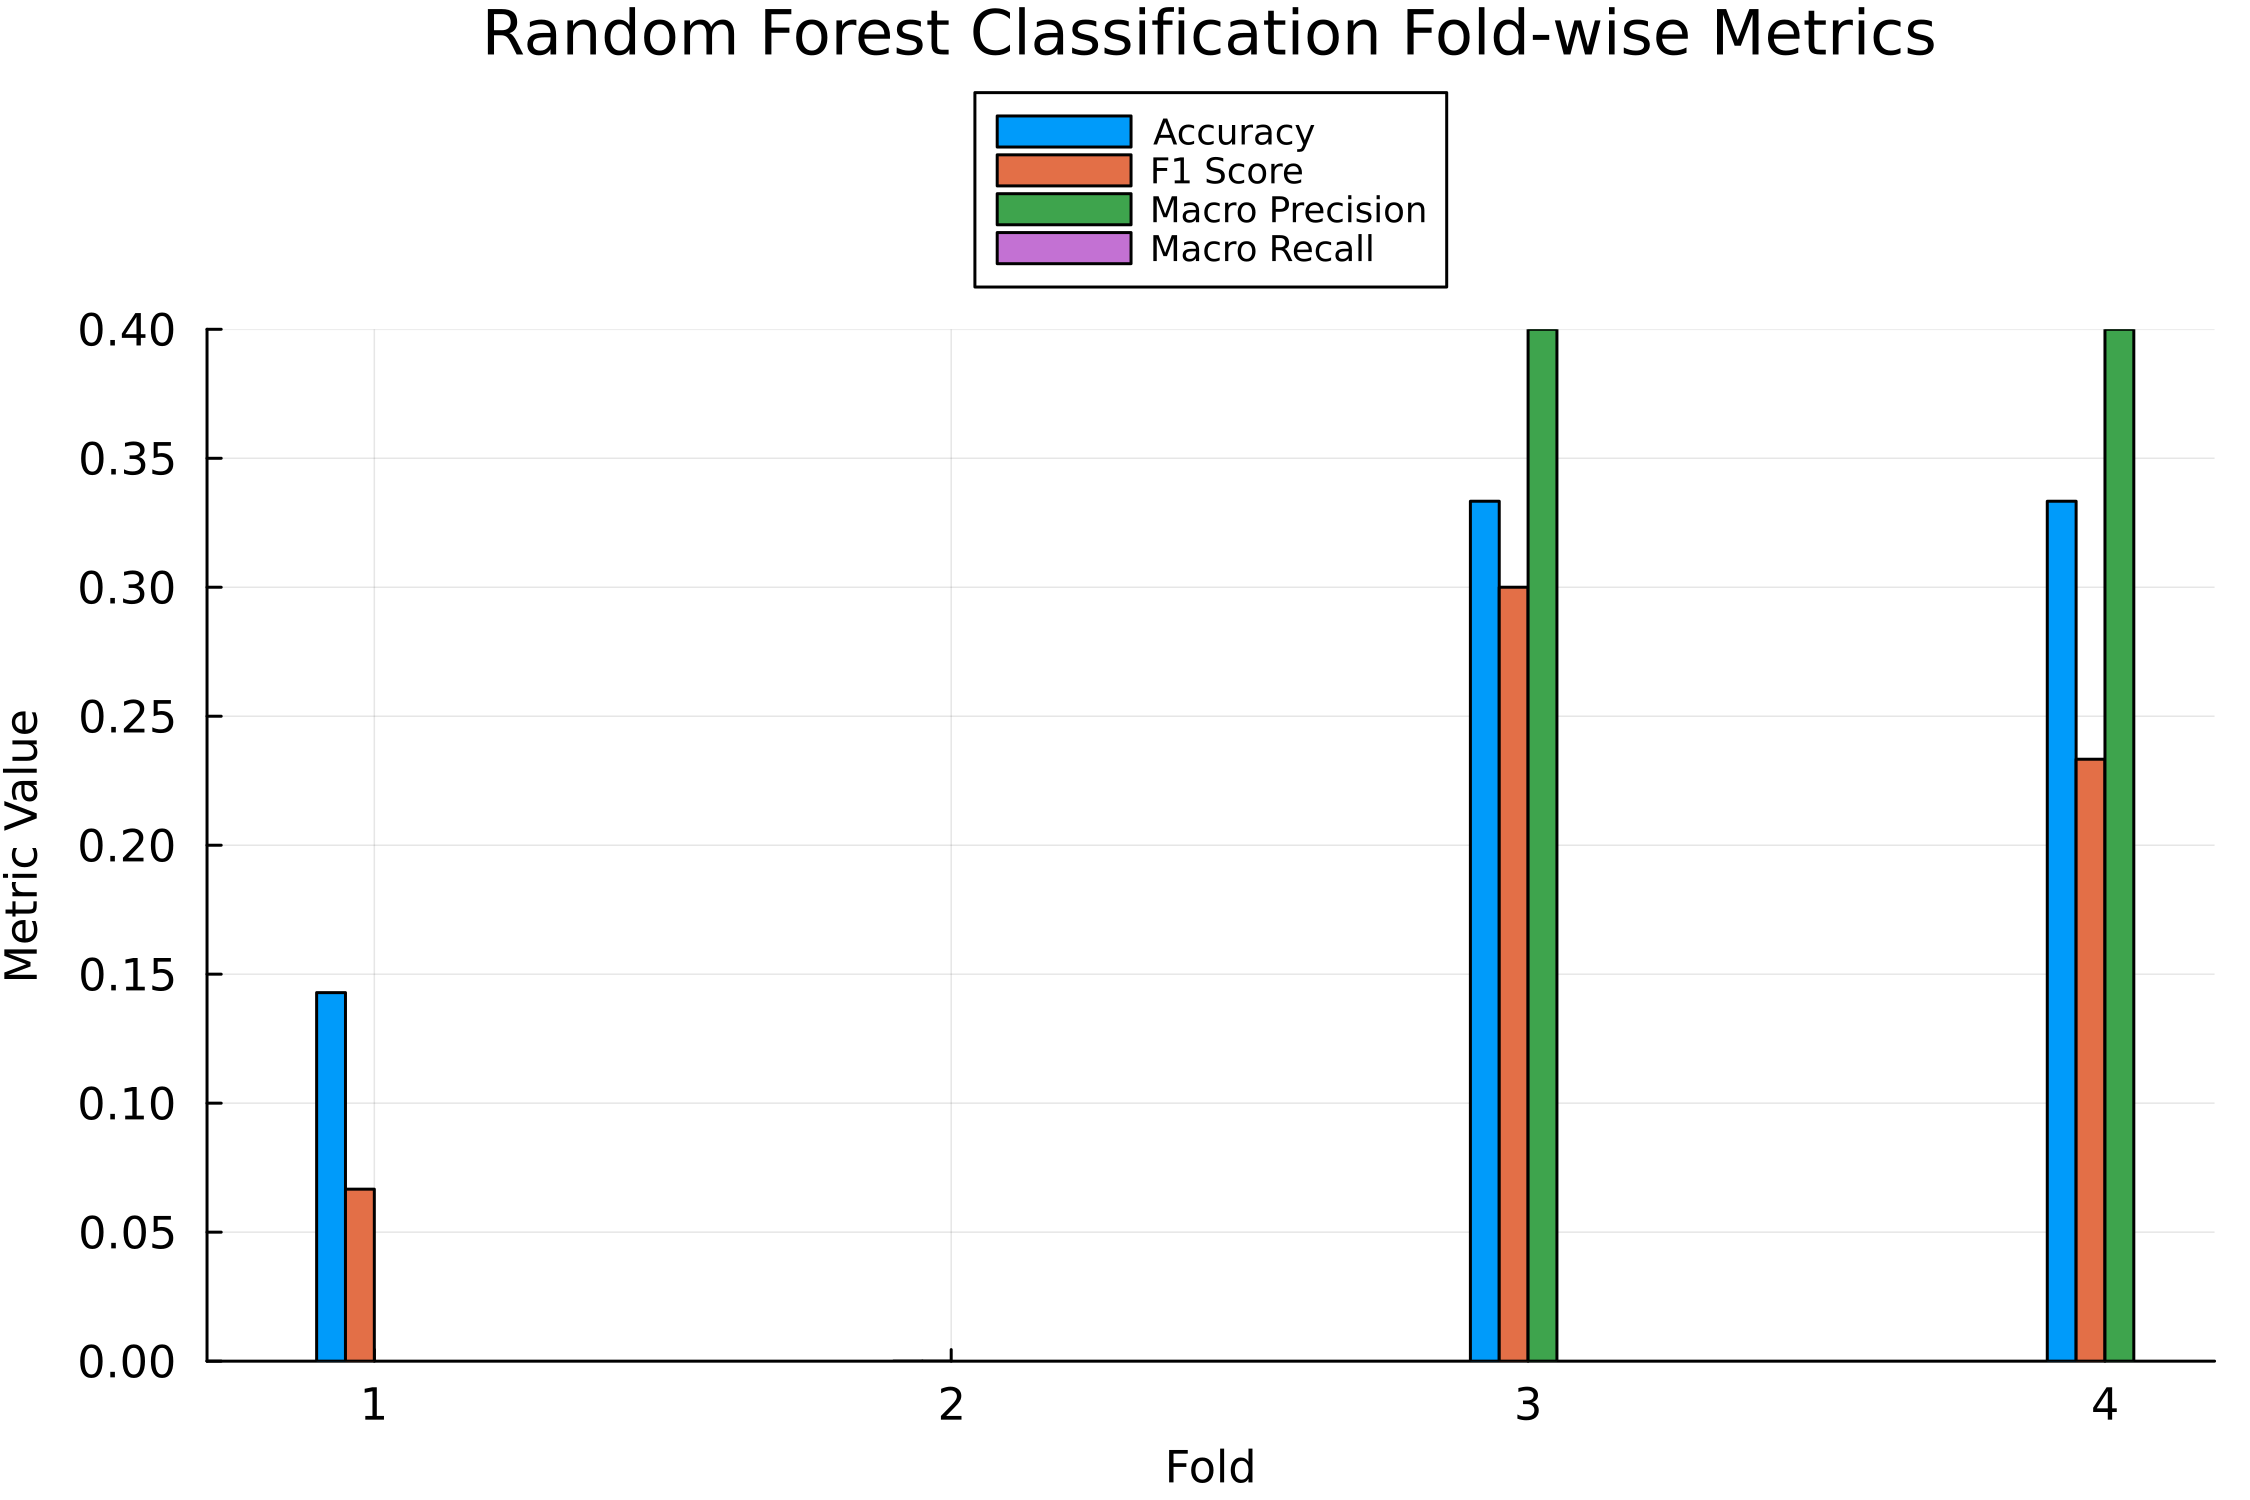 Random Forest Classification Fold-wise Metrics
Accuracy
F1 Score
Macro Precision
Macro Recall
0.40
0.35
0.30
0.25
0.20
0.15
0.10
0.05
0.00
Metric Value
1 2 3 4
Fold